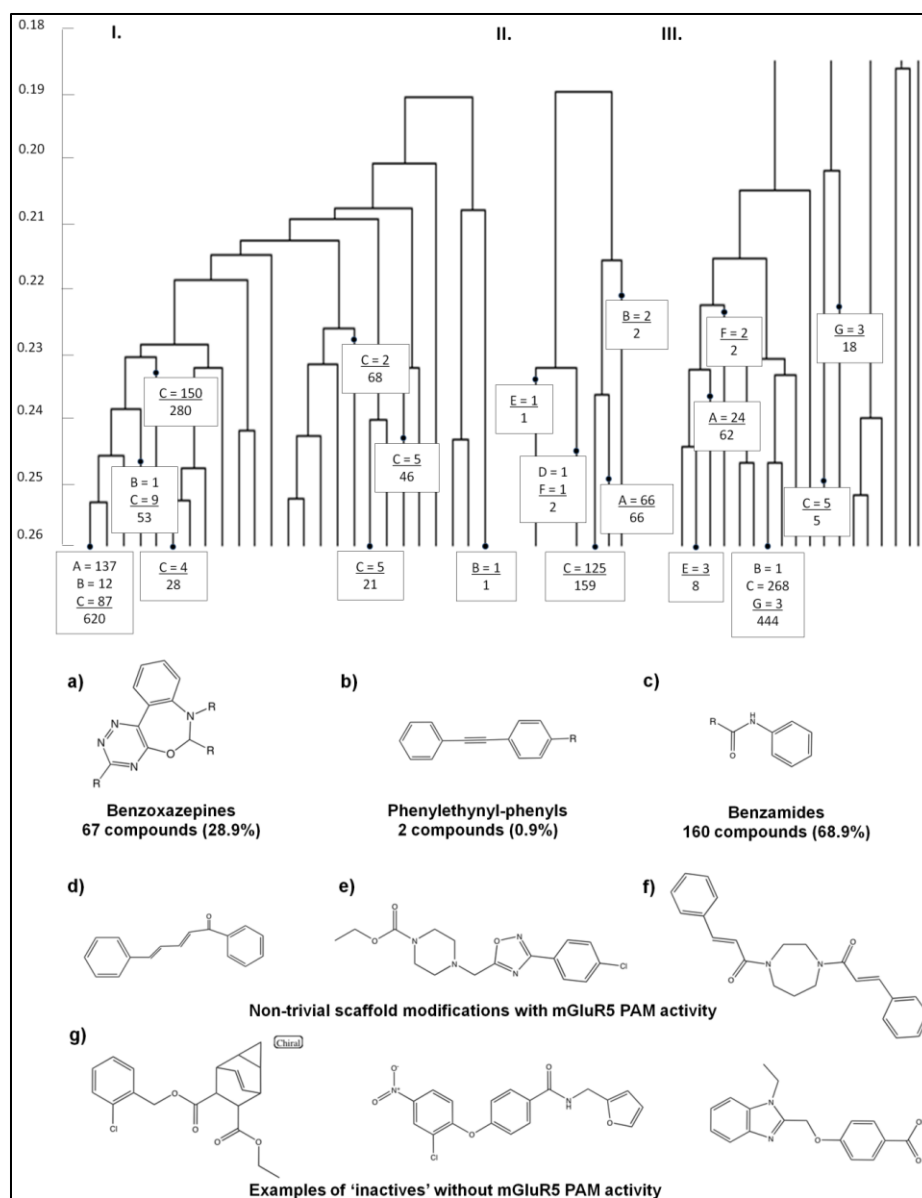 0.18
I.
II.
III.
0.19
0.20
0.21
0.22
0.23
0.24
0.25
0.26
B = 2
2
F = 2
2
G = 3
18
C = 2
68
C = 150
280
E = 1
1
A = 24
62
C = 5
46
B = 1
C = 9
53
D = 1
F = 1
2
A = 66
66
C = 5
5
A = 137
B = 12
C = 87
620
C = 4
28
C = 5
21
B = 1
1
C = 125
159
E = 3
8
B = 1
C = 268
G = 3
444
a)
b)
c)
N
R
N
N
N
O
R
R
R
R
H
N
O
Benzoxazepines
67 compounds (28.9%)
Phenylethynyl-phenyls
2 compounds (0.9%)
Benzamides
160 compounds (68.9%)
d)
e)
f)
O
O
O
N
N
O
N
N
Cl
O
N
N
O
Non-trivial scaffold modifications with mGluR5 PAM activity
g)
Chiral
Cl
O
O
O
O
O-
N+
O
Cl
O
O
NH
O
N
N
O
O
O
Examples of 'inactives' without mGluR5 PAM activity